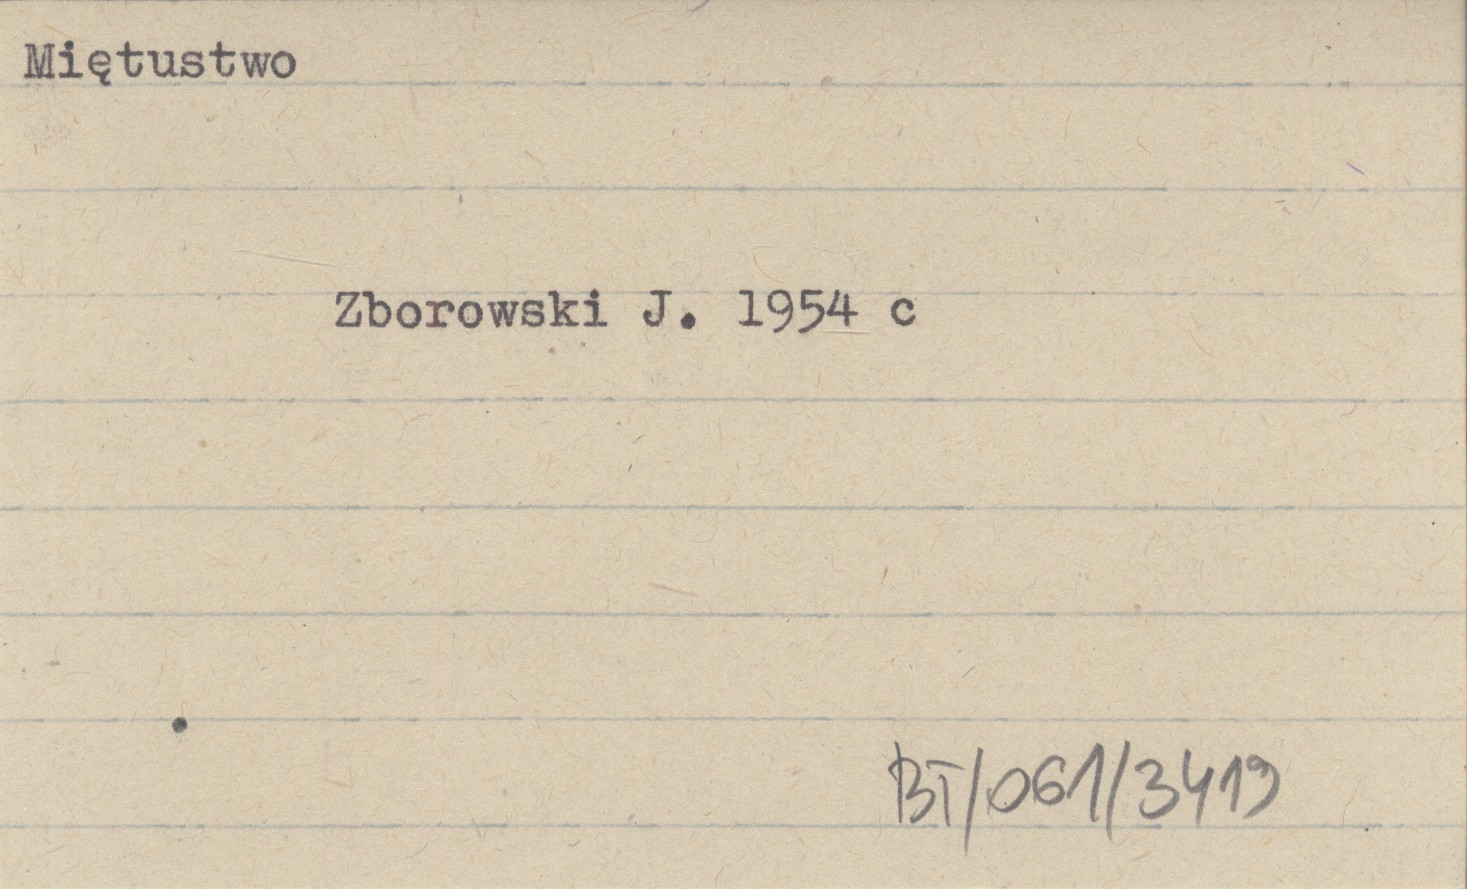 Miętustwo
Zborowski J. 1954 c
BT/061/3419